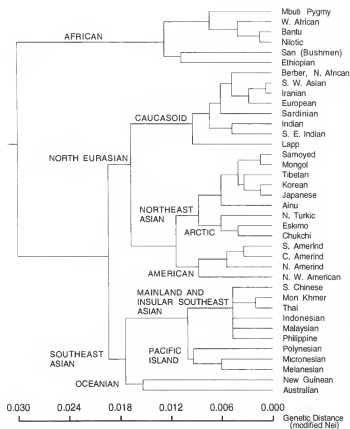 Mbuti Pygmy
W. African
Bantu
Nilotic
AFRICAN
San (Bushmen)
Ethiopian
Berber, N. African
S. W. Asian
Iranian
European
Sardinian
CAUCASOID
Indian
S. E. Indian
Lapp
NORTH EURASIAN
Samoyed
Mongol
Tibetan
Korean
Japanese
Ainu
NORTHEAST
ASIAN
N. Turkic
ARCTIC
Eskimo
Chukchi
S. Amerind
C. Amerind
N. Amerind
AMERICAN
N. W. American
MAINLAND AND
INSULAR SOUTHEAST
ASIAN
S. Chinese
Mon Khmer
Thai
Indonesian
Malaysian
Philippine
SOUTHEAST
ASIAN
PACIFIC
ISLAND
Polynesian
Micronesian
Melanesian
OCEANIAN
New Guinean
Australian
0.030 0.024 0.018 0.012 0.006 0.000
Genetic Distance
(modified Nei)